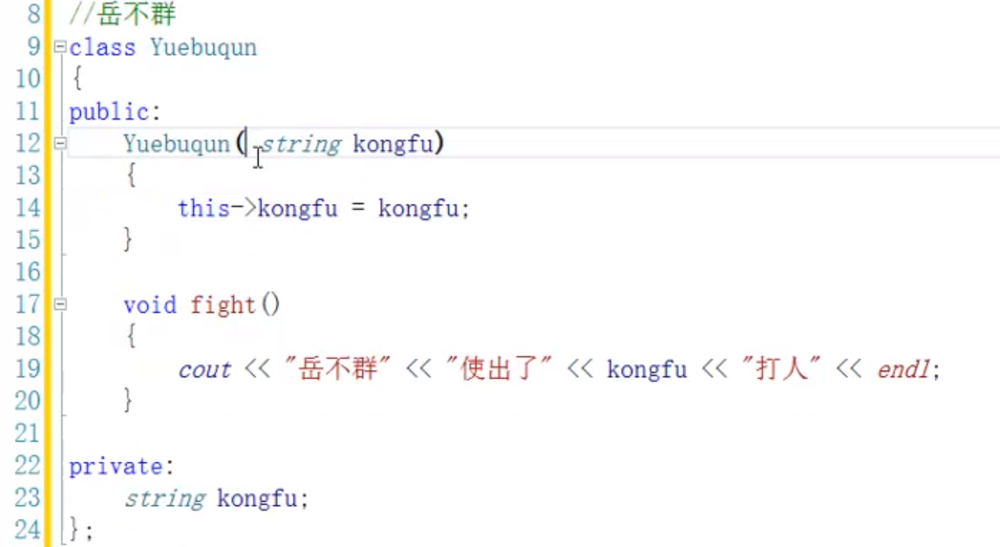 8 //岳不群
9 class Yuebuqun
10 {
11 public:
12 Yuebuqun( string kongfu)
13 {
14 this->kongfu = kongfu;
15 }
16
17 void fight()
18 {
19 cout << "岳不群" << "使出了" << kongfu << "打人" << endl;
20 }
21
22 private:
23 string kongfu;
24 };